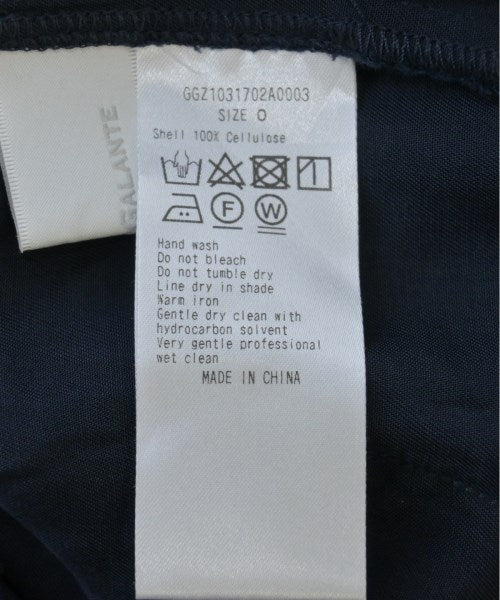 GGZ1031702A0003
SIZE 0
Shell 100% Cellulose
F W
Hand wash
Do not bleach
Do not tumble dry
Line dry in shade
Warm iron
Gentle dry clean with
hydrocarbon solvent
Very gentle professional
wet clean
MADE IN CHINA
GALANTE